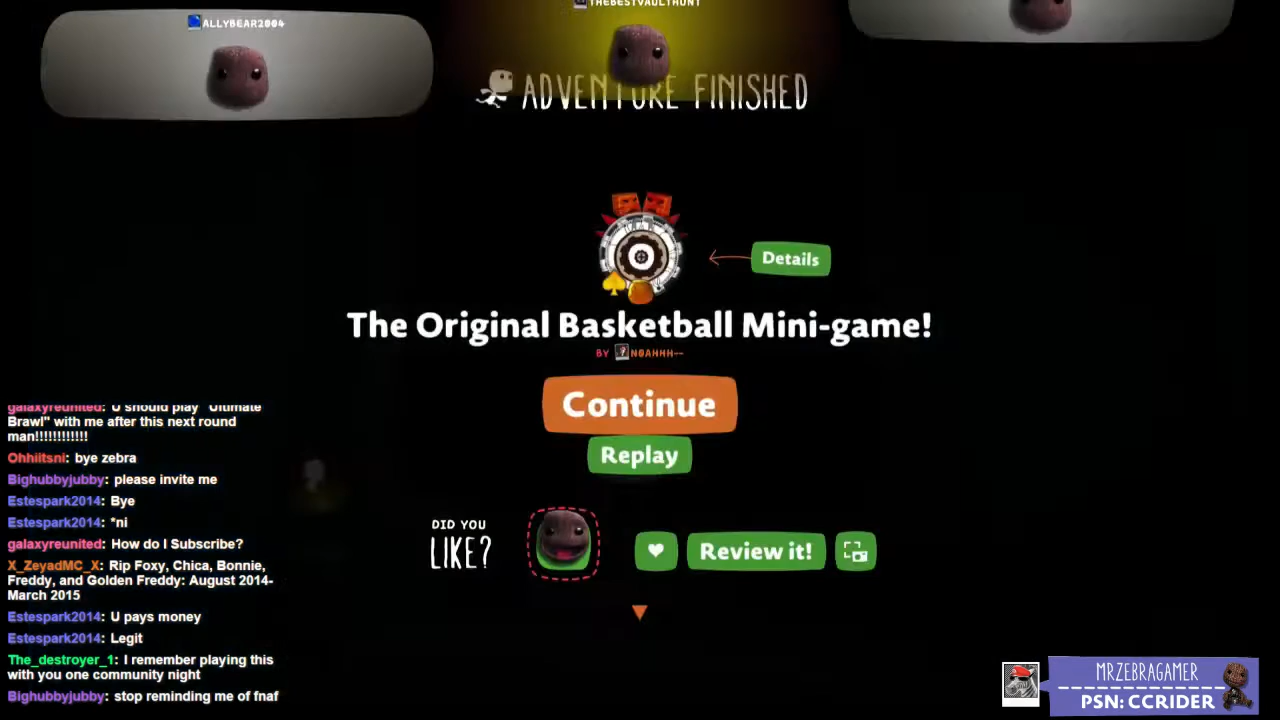 THEBESTVAULTHUNT
ALLYBEAR2004
ADVENTURE FINISHED
Details
The Original Basketball Mini-game!
BY N0AHHH--
Continue
Replay
DID YOU
LIKE?
Review it!
galaxyreunited: U should play "Ultimate
Brawl" with me after this next round
man!!!!!!!!!!!!
Ohhiitsni: bye zebra
Bighubbyjubby: please invite me
Estespark2014: Bye
Estespark2014: *ni
galaxyreunited: How do I Subscribe?
X_ZeyadMC_X: Rip Foxy, Chica, Bonnie,
Freddy, and Golden Freddy: August 2014-
March 2015
Estespark2014: U pays money
Estespark2014: Legit
The_destroyer_1: I remember playing this
with you one community night
Bighubbyjubby: stop reminding me of fnaf
MRZEBRAGAMER
PSN: CCRIDER